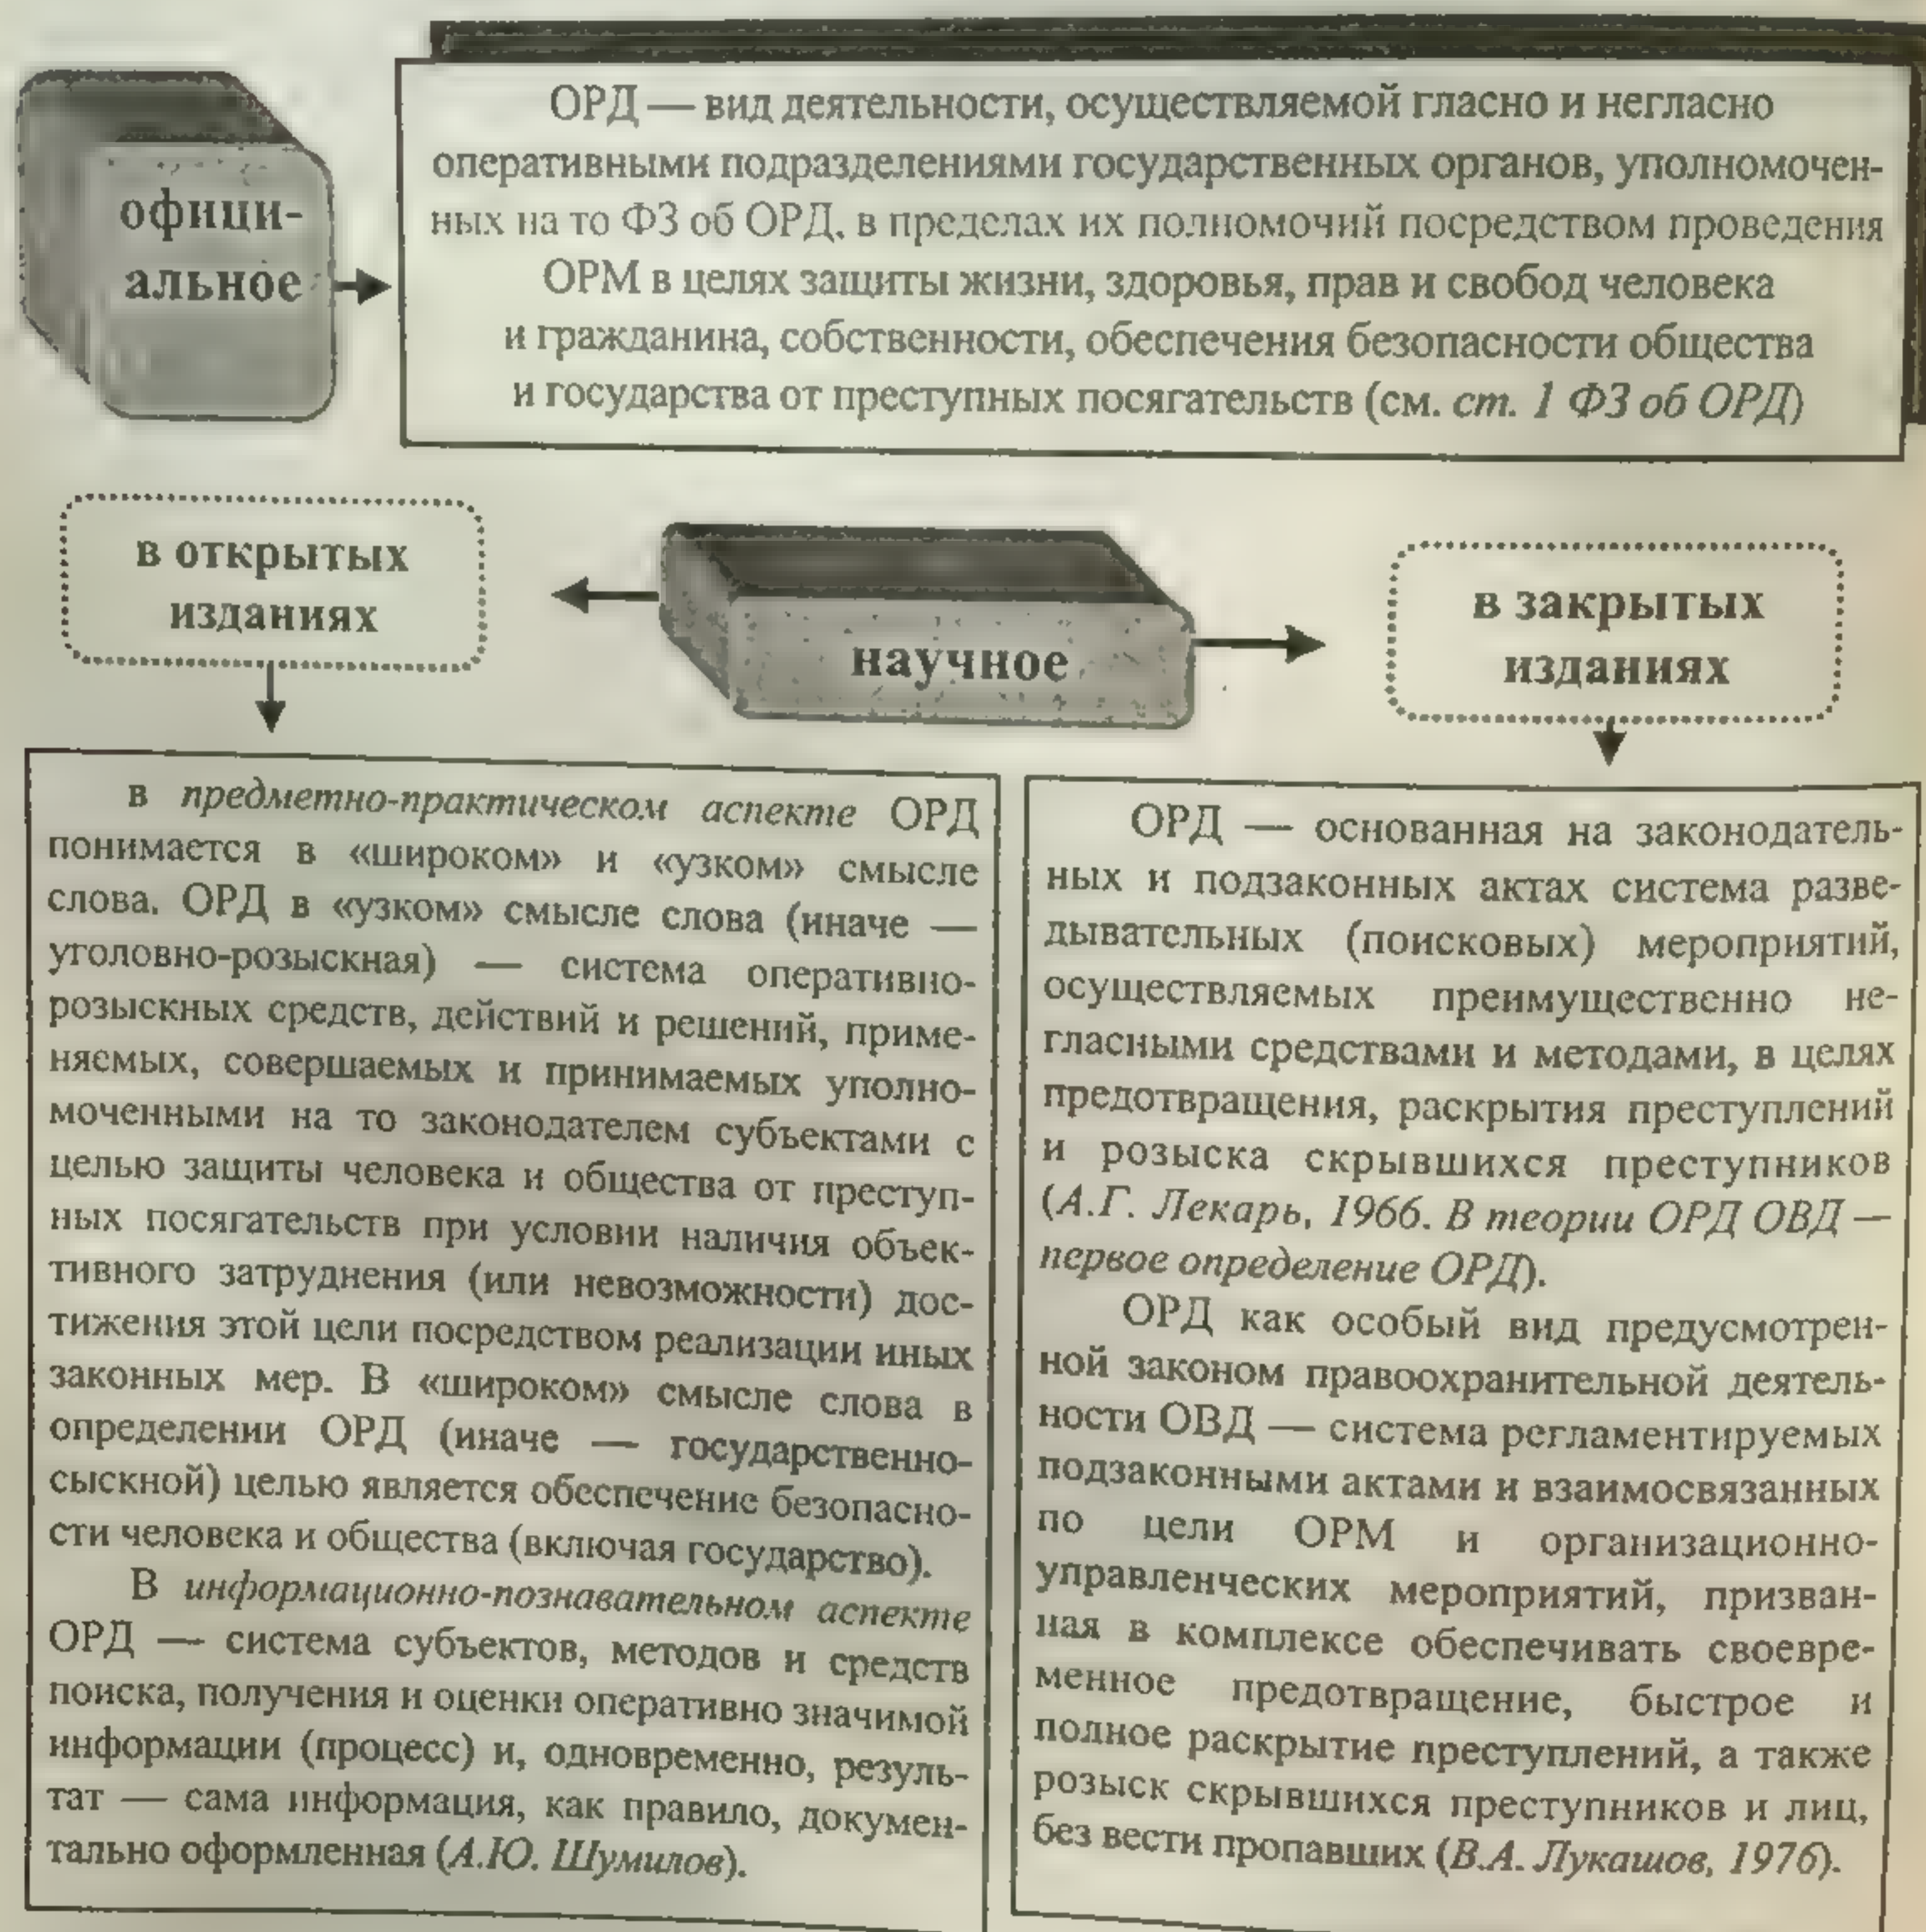 офици-
альное
ОРД — вид деятельности, осуществляемой гласно и негласно
оперативными подразделениями государственных органов, уполномочен-
ных на то ФЗ об ОРД, в пределах их полномочий посредством проведения
ОРМ в целях защиты жизни, здоровья, прав и свобод человека
и гражданина, собственности, обеспечения безопасности общества
и государства от преступных посягательств (см. ст. 1 ФЗ об ОРД)
научное
в открытых
изданиях
в предметно-практическом аспекте ОРД
понимается в «широком» и «узком» смысле
слова. ОРД в «узком» смысле слова (иначе —
уголовно-розыскная) — система оперативно-
розыскных средств, действий и решений, приме-
няемых, совершаемых и принимаемых уполно-
моченными на то законодателем субъектами с
целью защиты человека и общества от преступ-
ных посягательств при условии наличия объек-
тивного затруднения (или невозможности) дос-
тижения этой цели посредством реализации иных
законных мер. В «широком» смысле слова в
определении ОРД (иначе — государственно-
сыскной) целью является обеспечение безопасно-
сти человека и общества (включая государство).
В информационно-познавательном аспекте
ОРД — система субъектов, методов и средств
поиска, получения и оценки оперативно значимой
информации (процесс) и, одновременно, резуль-
тат — сама информация, как правило, докумен-
тально оформленная (А.Ю. Шумилов).
в закрытых
изданиях
ОРД — основанная на законодатель-
ных и подзаконных актах система разве-
дывательных (поисковых) мероприятий,
осуществляемых преимущественно не-
гласными средствами и методами, в целях
предотвращения, раскрытия преступлений
и розыска скрывшихся преступников
(А.Г. Лекарь, 1966. В теории ОРД ОВД —
первое определение ОРД).
ОРД как особый вид предусмотрен-
ной законом правоохранительной деятель-
ности ОВД — система регламентируемых
подзаконными актами и взаимосвязанных
по цели ОРМ и организационно-
управленческих мероприятий, призван-
ная в комплексе обеспечивать своевре-
менное предотвращение, быстрое и
полное раскрытие преступлений, а также
розыск скрывшихся преступников и лиц,
без вести пропавших (В.А. Лукашов, 1976).